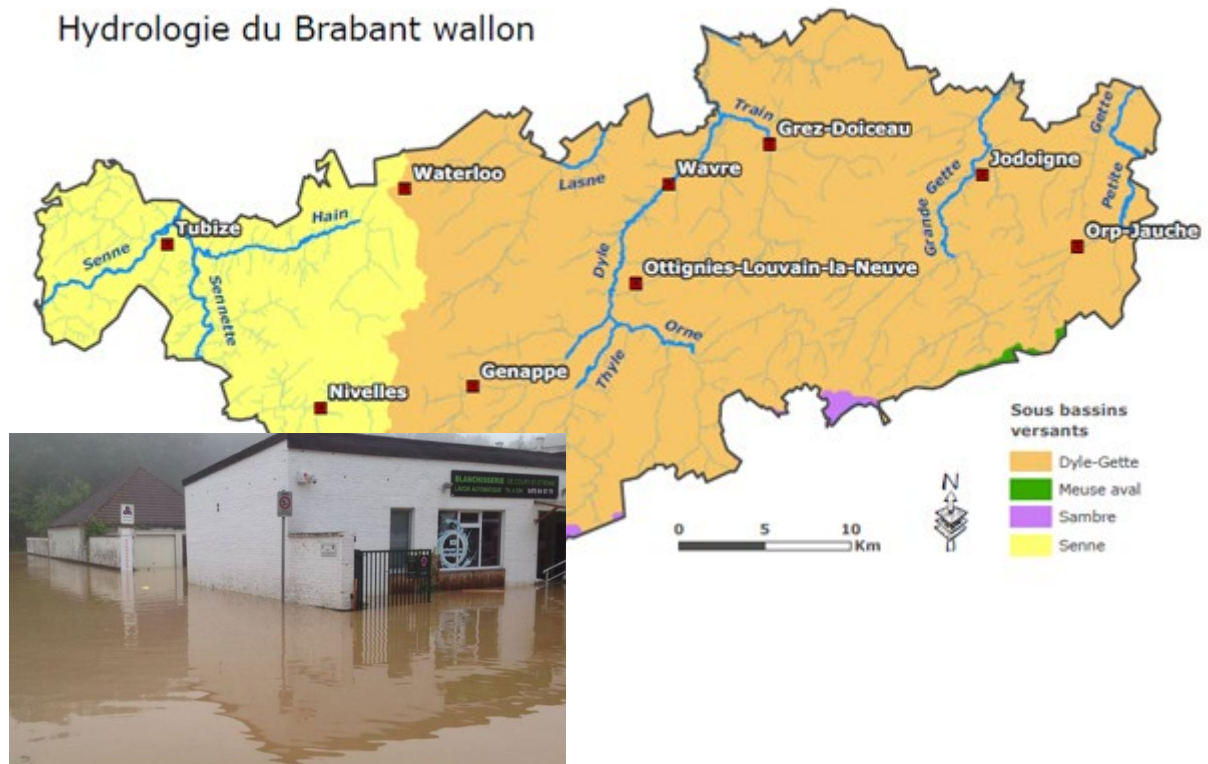 Hydrologie du Brabant wallon
Train
Grez-Doiceau
Gette
Waterloo
Lasne
Wavre
Jodoigne
Hain
Tubize
Senne
Dyle
Grande Gette
Petite
Orp-Jauche
Ottignies-Louvain-la-Neuve
Sennette
Orne
Thyle
Genappe
Nivelles
Sous bassins
versants
Dyle-Gette
Meuse aval
Sambre
Senne
N
0 5 10
Km
BLANCHISSERIE